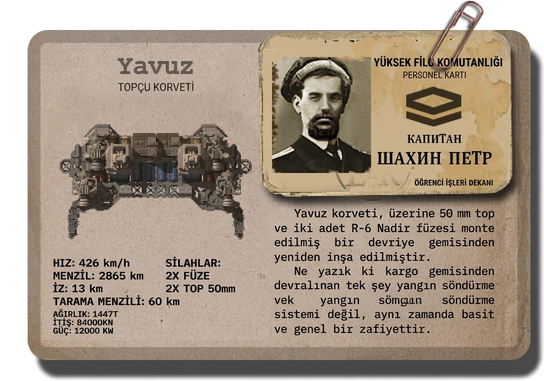 Yavuz
TOPÇU KORVETİ
YÜKSEK FİLO KOMUTANLIĞI
PERSONEL KARTI
КАПИТАН
ШАХИН ПЕТР
ÖĞRENCİ İŞLERİ DEKANI
Yavuz korveti, üzerine 50 mm top
ve iki adet R-6 Nadir füzesi monte
edilmiş bir devriye gemisinden
yeniden inşa edilmiştir.
Ne yazık ki kargo gemisinden
devralınan tek şey yangın söndürme
vek yangın sömgün söndürme
sistemi değil, aynı zamanda basit
ve genel bir zafiyettir.
HIZ: 426 km/h
MENZİL: 2865 km
İZ: 13 km
TARAMA MENZİLİ: 60 km
AĞIRLIK: 1447T
İTİŞ: 84000KN
GÜÇ: 12000 KW
SİLAHLAR:
2X FÜZE
2X TOP 50mm